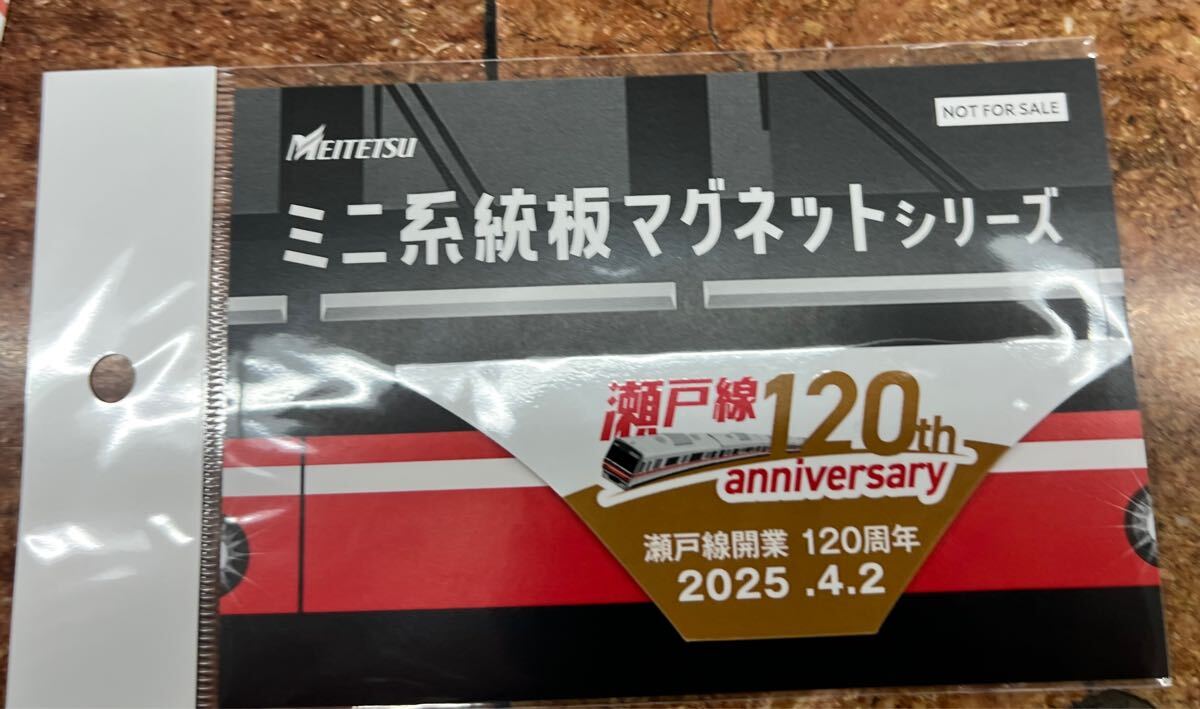 NOT FOR SALE
MEITETSU
ミニ系統板マグネットシリーズ
瀬戸線120th
anniversary
瀬戸線開業 120周年
2025 .4.2